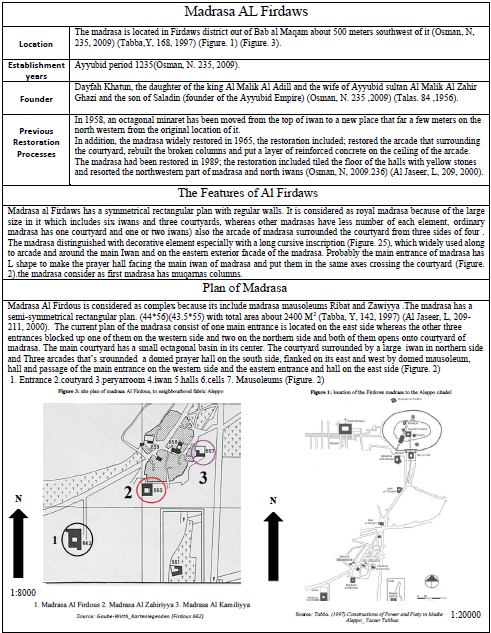 Madrasa AL Firdaws
Location
The madrasa is located in Firdaws district out of Bab al Maqam about 500 meters southwest of it (Osman, N,
235, 2009) (Tabba,Y, 168, 1997) (Figure. 1) (Figure. 3).
Establishment
years
Ayyubid period 1235(Osman, N. 235, 2009).
Founder
Dayfah Khatun, the daughter of the king Al Malik Al Adill and the wife of Ayyubid sultan Al Malik Al Zahir
Ghazi and the son of Saladin (founder of the Ayyubid Empire) (Osman, N. 235 ,2009) (Talas. 84 ,1956).
Previous
Restoration
Processes
In 1958, an octagonal minaret has been moved from the top of iwan to a new place that far a few meters on the
north western from the original location of it.
In addition, the madrasa widely restored in 1965, the restoration included; restored the arcade that surrounding
the courtyard, rebuilt the broken columns and put a layer of reinforced concrete on the ceiling of the arcade.
The madrasa had been restored in 1989; the restoration included tiled the floor of the halls with yellow stones
and resorted the northwestern part of madrasa and north iwans (Osman, N, 2009.236) (Al Jaseer, L, 209, 2000).
The Features of Al Firdaws
Madrasa al Firdaws has a symmetrical rectangular plan with regular walls. It is considered as royal madrasa because of the large
size in it which includes six iwans and three courtyards, whereas other madrasas have less number of each element, ordinary
madrasa has one courtyard and one or two iwans) also the arcade of madrasa surrounded the courtyard from three sides of four .
The madrasa distinguished with decorative element especially with a long cursive inscription (Figure. 25), which widely used along
to arcade and around the main Iwan and on the eastern exterior facade of the madrasa. Probably the main entrance of madrasa has
L shape to make the prayer hall facing the main iwan of madrasa and put them in the same axes crossing the courtyard (Figure.
2).the madrasa consider as first madrasa has muqarnas columns.
Plan of Madrasa
Madrasa Al Firdous is considered as complex because its include madrasa mausoleums Ribat and Zawiyya .The madrasa has a
semi-symmetrical rectangular plan. (44*56)(43.5*55) with total area about 2400 M² (Tabba, Y, 142, 1997) (Al Jaseer, L, 209-
211, 2000).  The current plan of the madrasa consist of one main entrance is located on the east side whereas the other three
entrances blocked up one of them on the western side and two on the northern side and both of them opens onto courtyard of
madrasa. The main courtyard has a small octagonal basin in its center. The courtyard surrounded by a large  iwan in northern side
and Three arcades that's srounnded  a domed prayer hall on the south side, flanked on its east and west by domed mausoleum,
hall and passage of the main entrance on the western side and the eastern entrance and hall on the east side (Figure. 2)
1. Entrance 2.coutyard 3.peryarroom 4.iwan 5.halls 6.cells 7. Mausoleums (Figure. 2)
Figure 3: site plan of madrasa Al Firdous, to neighbourhood fabric Aleppo
Figure 1: location of the Firdows madrasa to the Aleppo citadel
659
658
657
3
2
660
1
662
661
N
N
1:8000
1. Madrasa Al Firdous 2. Madrasa Al Zahiriyya 3. Madrasa Al Kamiliyya
Source: Gaube-Wirth_Kartenlegendes (Firdous 662)
Source: Tabba. (1997).Constructions of Power and Piety in Medie
Aleppo_ Yasser Tabbaa
1:20000